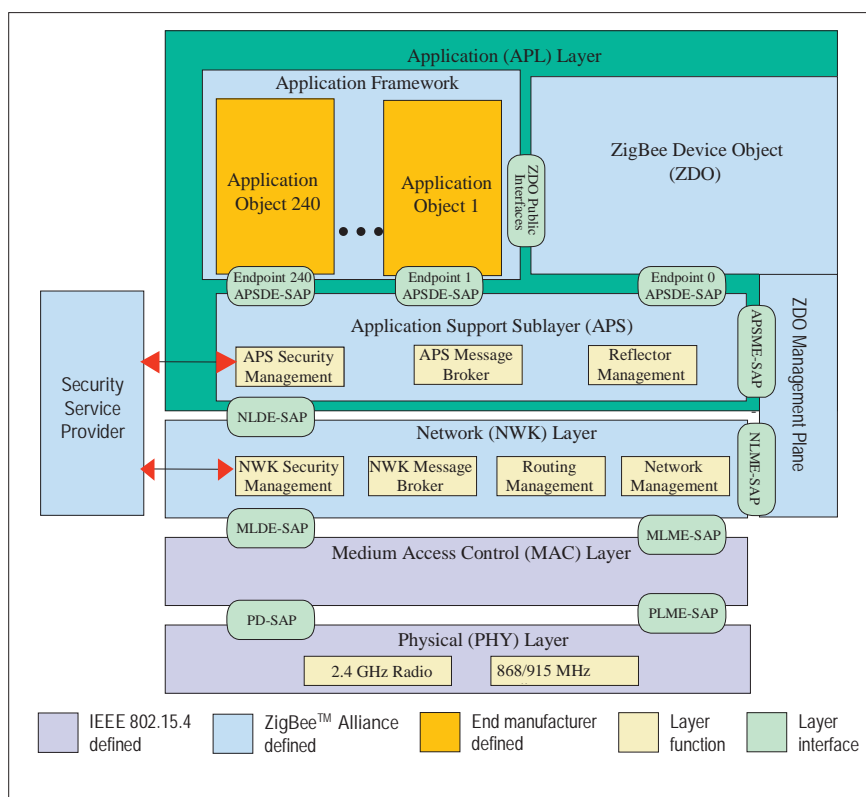 Application (APL) Layer
Application Framework
Application
Object 240
Application
Object 1
ZDO Public
Interfaces
ZigBee Device Object
(ZDO)
Endpoint 240
APSDE-SAP
Endpoint 1
APSDE-SAP
Endpoint 0
APSDE-SAP
Application Support Sublayer (APS)
APS Security
Management
APS Message
Broker
Reflector
Management
APSME-SAP
ZDO Management Plane
Security
Service
Provider
NLDE-SAP
Network (NWK) Layer
NWK Security
Management
NWK Message
Broker
Routing
Management
Network
Management
NLME-SAP
MLDE-SAP
MLME-SAP
Medium Access Control (MAC) Layer
PD-SAP
PLME-SAP
Physical (PHY) Layer
2.4 GHz Radio
868/915 MHz
IEEE 802.15.4
defined
ZigBee™ Alliance
defined
End manufacturer
defined
Layer
function
Layer
interface